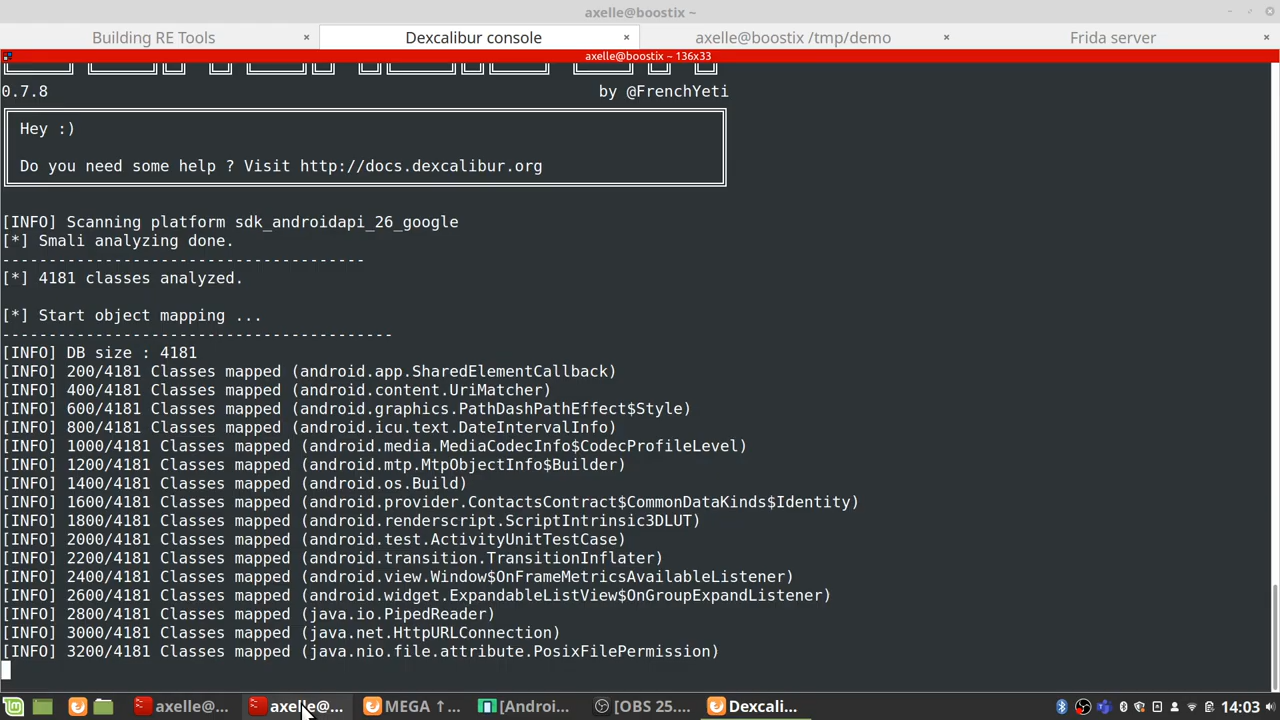 axelle@boostix ~
Building RE Tools × Dexcalibur console × axelle@boostix /tmp/demo × Frida server ×
axelle@boostix ~ 136x33
0.7.8 by @FrenchYeti
Hey :)
Do you need some help ? Visit http://docs.dexcalibur.org
[INFO] Scanning platform sdk_androidapi_26_google
[*] Smali analyzing done.
---------------------------------------
[*] 4181 classes analyzed.
[*] Start object mapping ...
------------------------------------------
[INFO] DB size : 4181
[INFO] 200/4181 Classes mapped (android.app.SharedElementCallback)
[INFO] 400/4181 Classes mapped (android.content.UriMatcher)
[INFO] 600/4181 Classes mapped (android.graphics.PathDashPathEffect$Style)
[INFO] 800/4181 Classes mapped (android.icu.text.DateIntervalInfo)
[INFO] 1000/4181 Classes mapped (android.media.MediaCodecInfo$CodecProfileLevel)
[INFO] 1200/4181 Classes mapped (android.mtp.MtpObjectInfo$Builder)
[INFO] 1400/4181 Classes mapped (android.os.Build)
[INFO] 1600/4181 Classes mapped (android.provider.ContactsContract$CommonDataKinds$Identity)
[INFO] 1800/4181 Classes mapped (android.renderscript.ScriptIntrinsic3DLUT)
[INFO] 2000/4181 Classes mapped (android.test.ActivityUnitTestCase)
[INFO] 2200/4181 Classes mapped (android.transition.TransitionInflater)
[INFO] 2400/4181 Classes mapped (android.view.Window$OnFrameMetricsAvailableListener)
[INFO] 2600/4181 Classes mapped (android.widget.ExpandableListView$OnGroupExpandListener)
[INFO] 2800/4181 Classes mapped (java.io.PipedReader)
[INFO] 3000/4181 Classes mapped (java.net.HttpURLConnection)
[INFO] 3200/4181 Classes mapped (java.nio.file.attribute.PosixFilePermission)
axelle@... axelle@... MEGA ↑... [Androi... [OBS 25.... Dexcali... 14:03